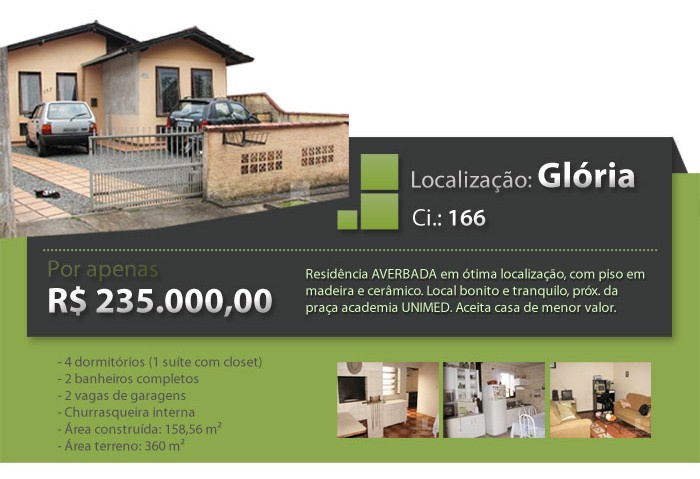 Localização: Glória
Ci.: 166
Por apenas
R$ 235.000,00
Residência AVERBADA em ótima localização, com piso em
madeira e cerâmico. Local bonito e tranquilo, próx. da
praça academia UNIMED. Aceita casa de menor valor.
- 4 dormitórios (1 suíte com closet)
- 2 banheiros completos
- 2 vagas de garagens
- Churrasqueira interna
- Área construída: 158,56 m²
- Área terreno: 360 m²